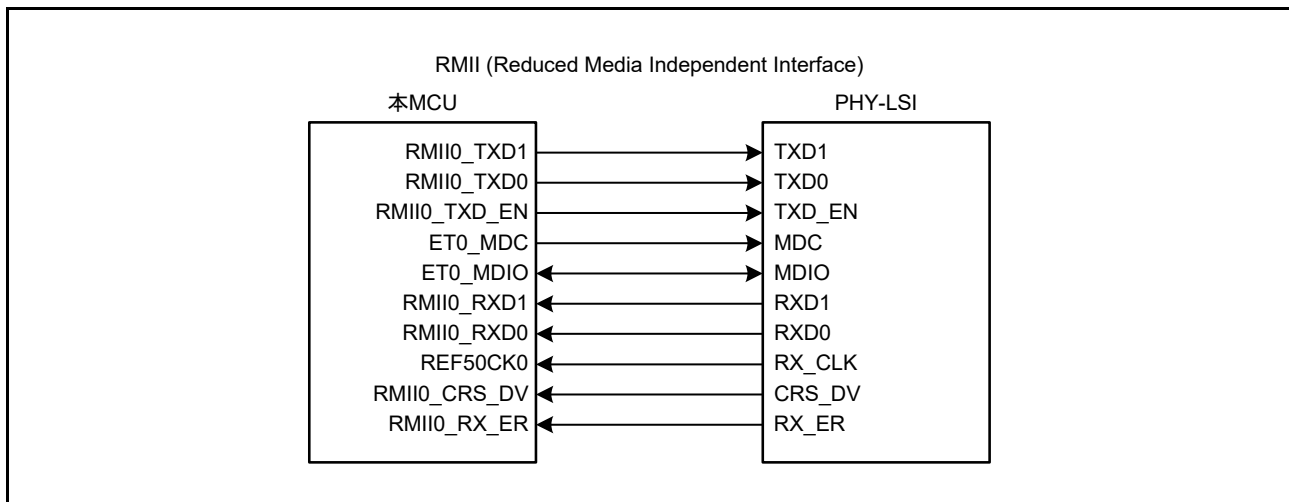 RMII (Reduced Media Independent Interface)
本MCU PHY-LSI
RMII0_TXD1 TXD1
RMII0_TXD0 TXD0
RMII0_TXD_EN TXD_EN
ET0_MDC MDC
ET0_MDIO MDIO
RMII0_RXD1 RXD1
RMII0_RXD0 RXD0
REF50CK0 RX_CLK
RMII0_CRS_DV CRS_DV
RMII0_RX_ER RX_ER